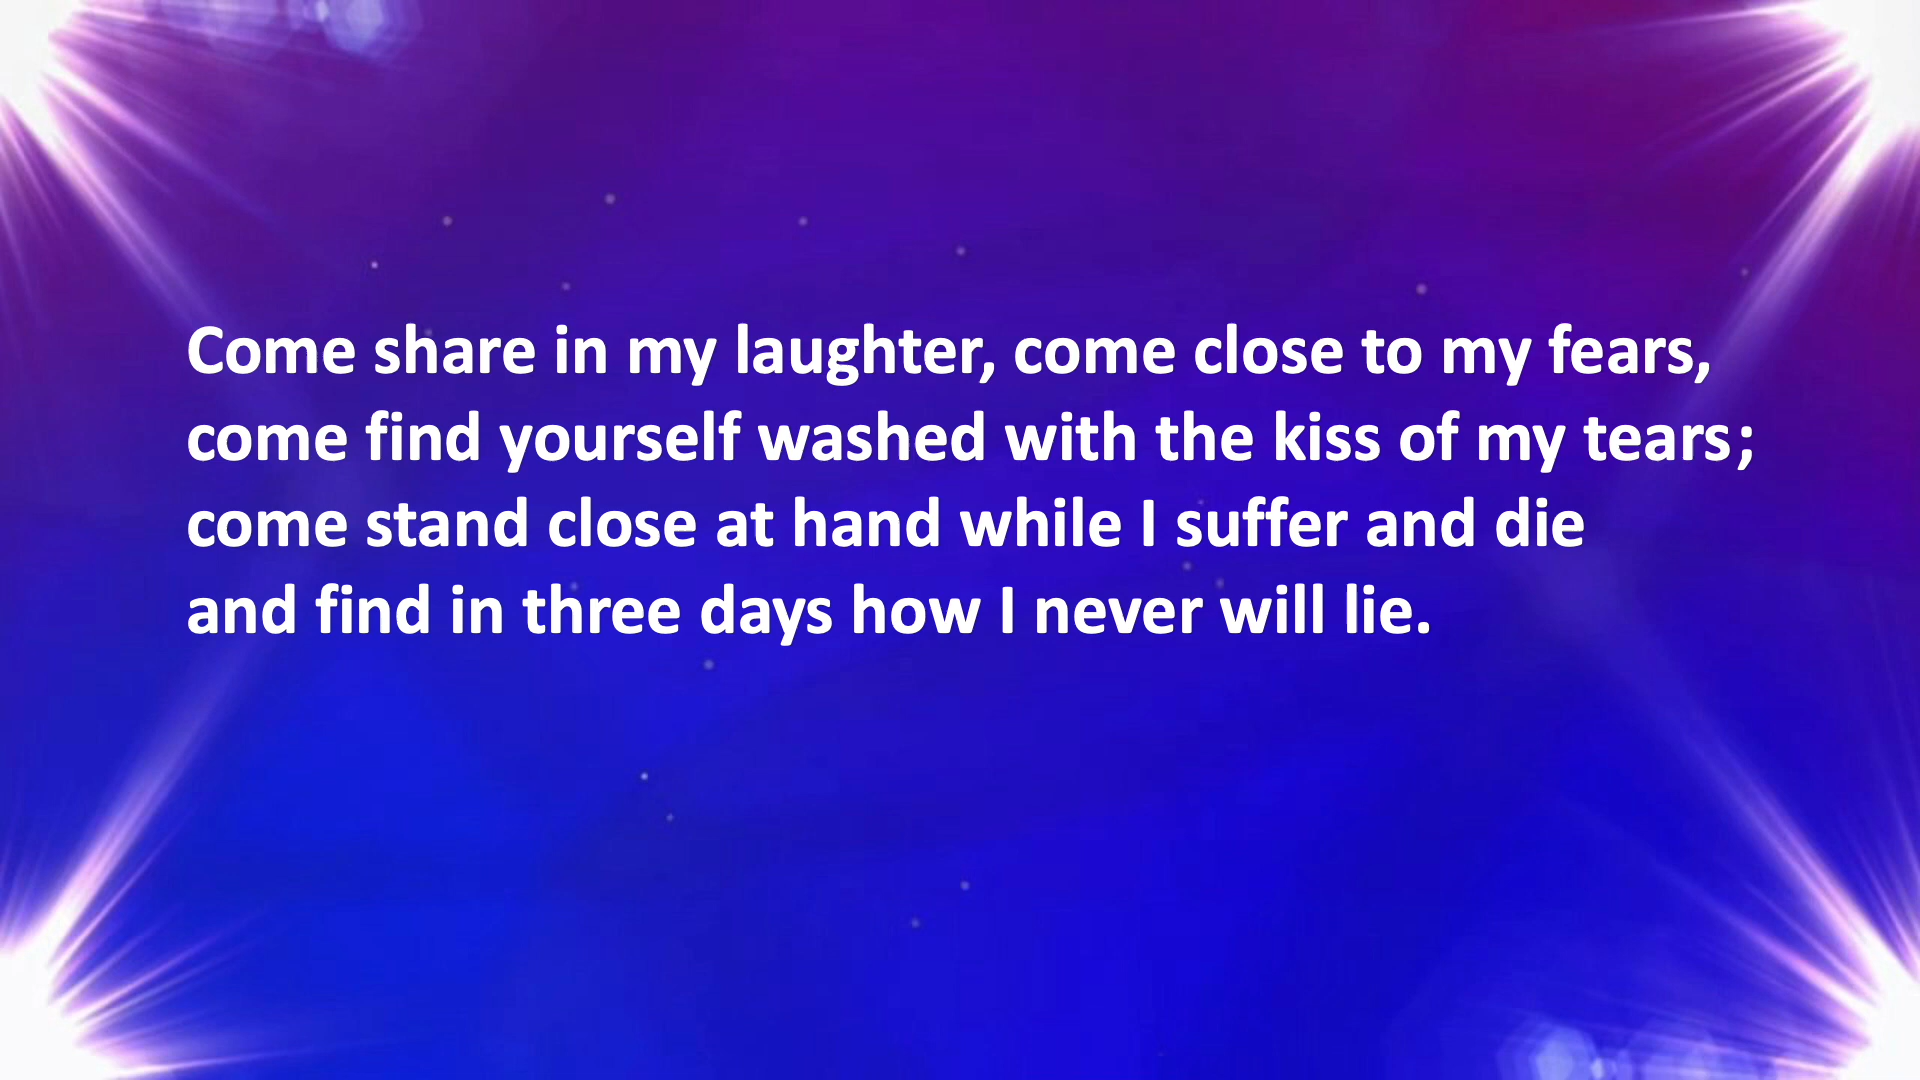 Come share in my laughter, come close to my fears,
come find yourself washed with the kiss of my tears;
come stand close at hand while I suffer and die
and find in three days how I never will lie.